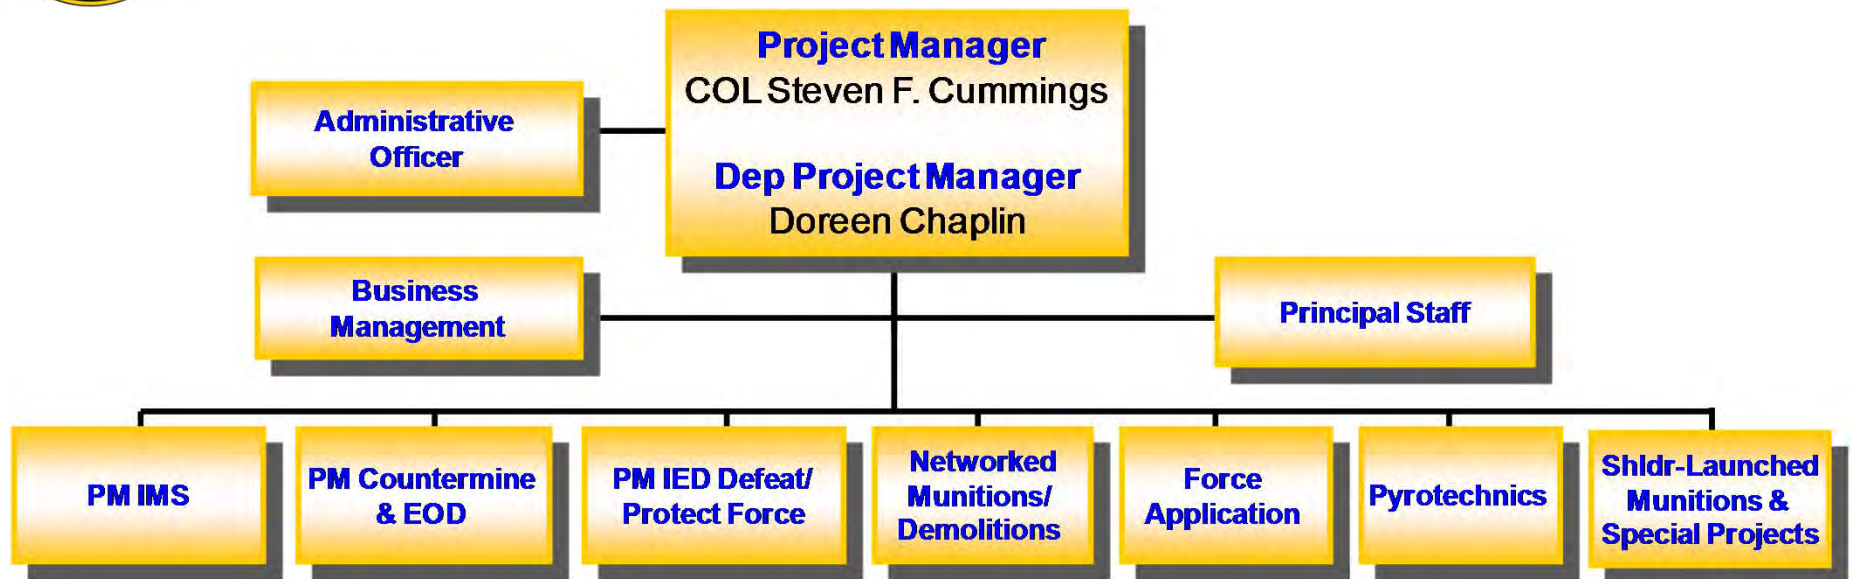 Project Manager
COL Steven F. Cummings
Dep Project Manager
Doreen Chaplin
Administrative
Officer
Business
Management
Principal Staff
PM IMS
PM Countermine
& EOD
PM IED Defeat/
Protect Force
Networked
Munitions/
Demolitions
Force
Application
Pyrotechnics
Shldr-Launched
Munitions &
Special Projects